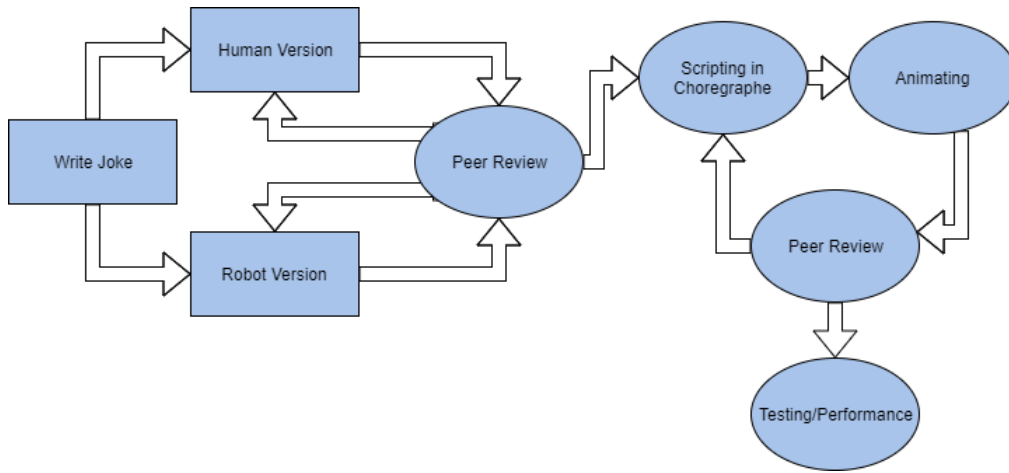 Human Version
Write Joke
Robot Version
Peer Review
Scripting in
Choregraphe
Animating
Peer Review
Testing/Performance